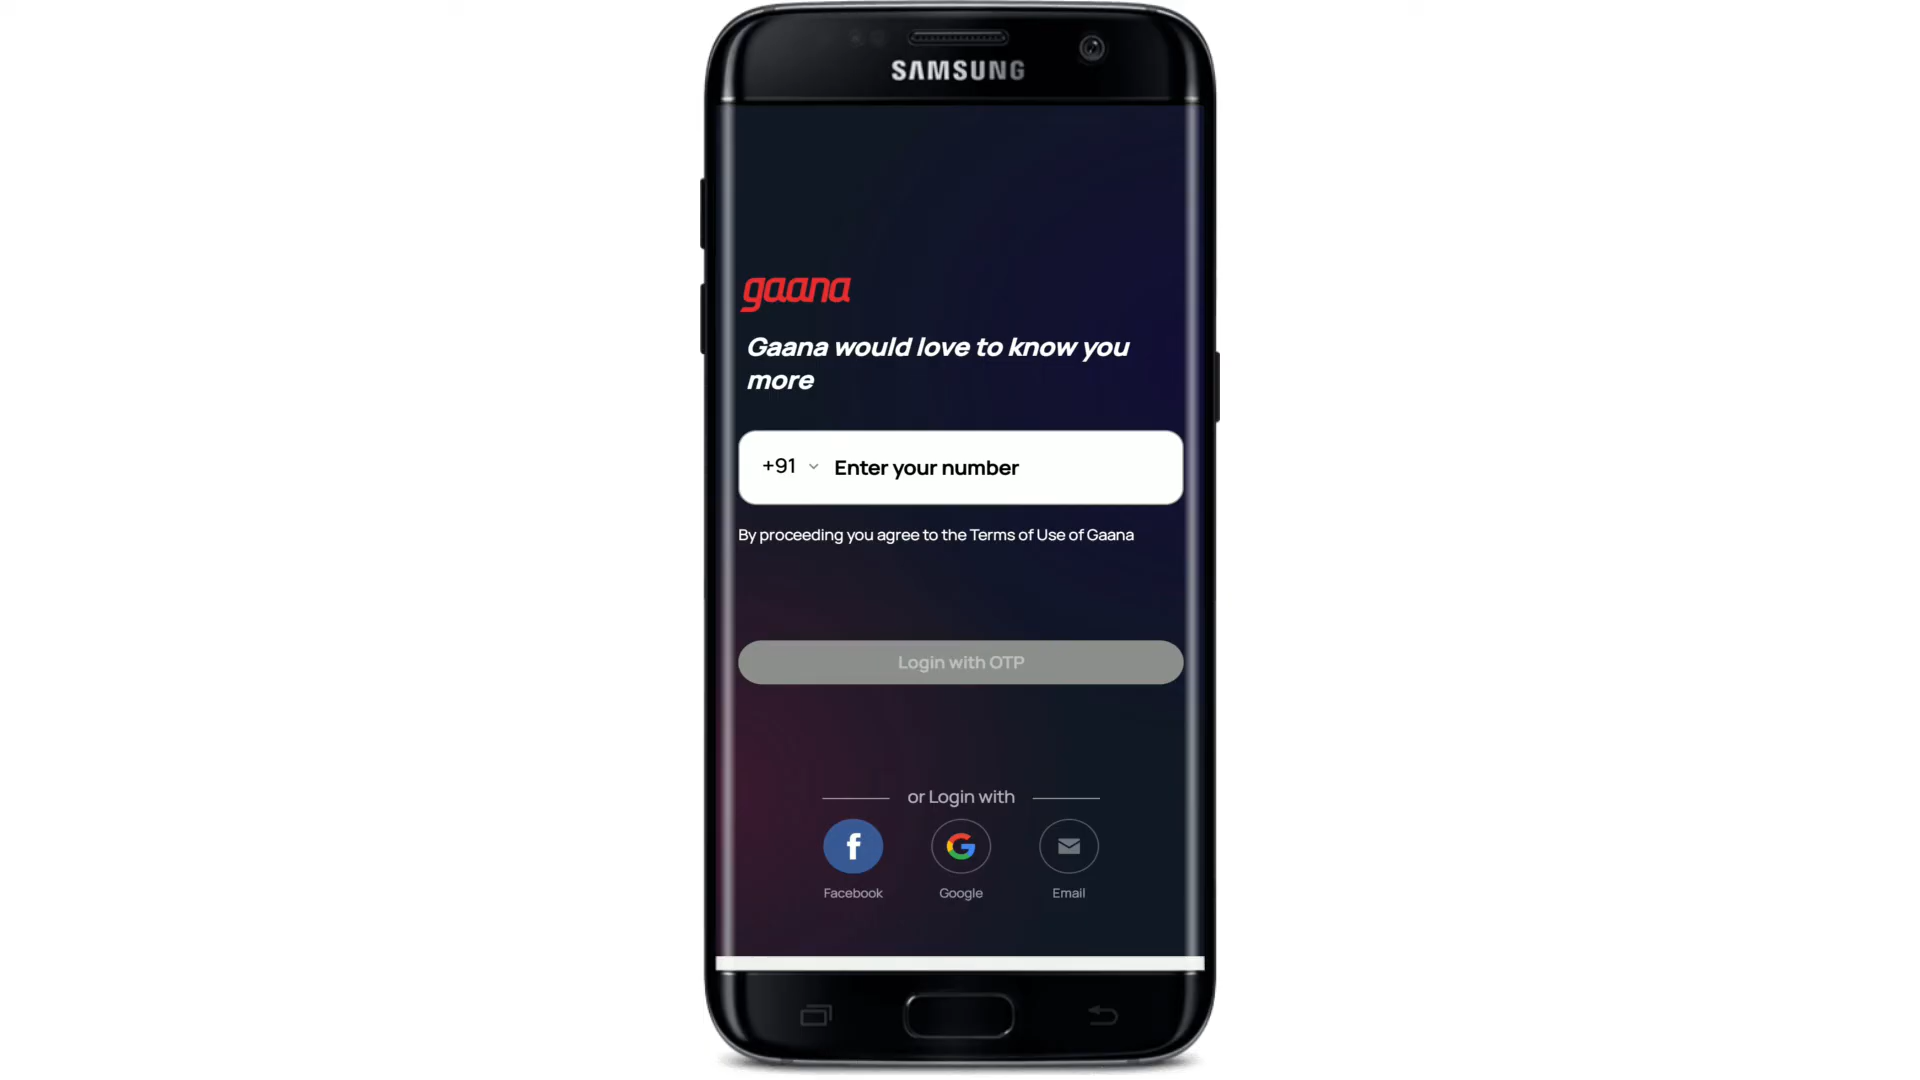 SAMSUNG
gaana
Gaana would love to know you
more
+91 Enter your number
By proceeding you agree to the Terms of Use of Gaana
Login with OTP
or Login with
f G
Facebook Google Email